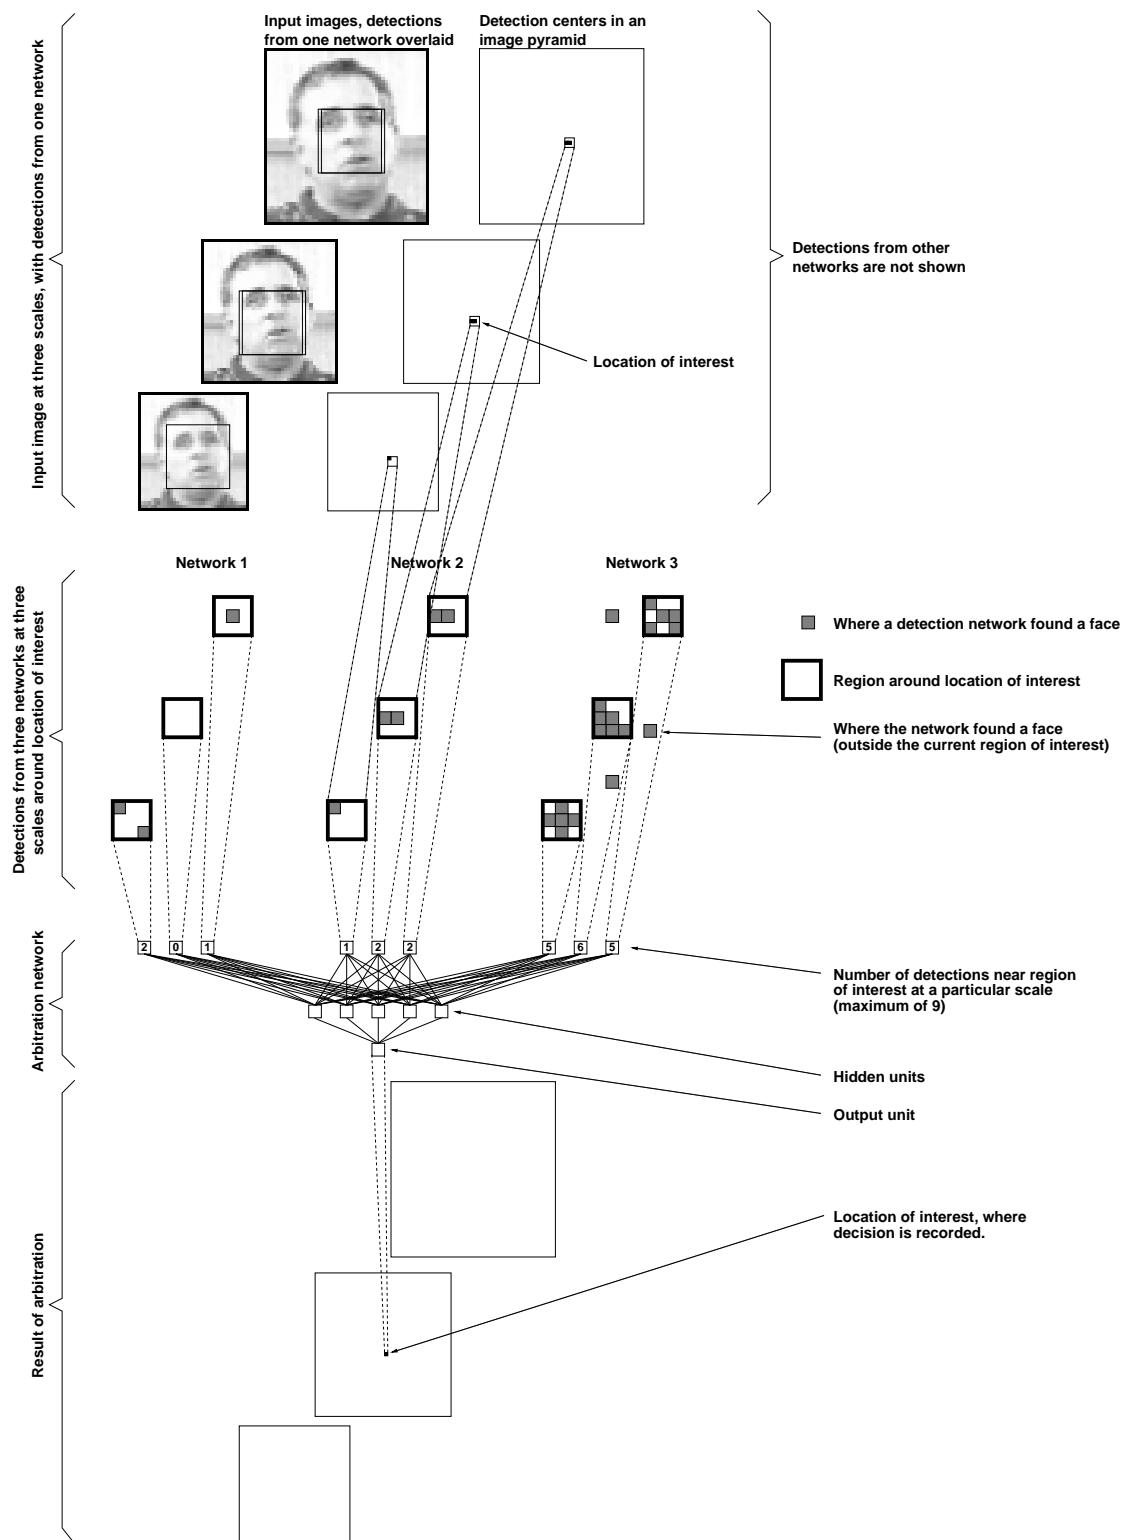 Input images, detections
from one network overlaid
Detection centers in an
image pyramid
Input image at three scales, with detections from one network
Detections from other
networks are not shown
Location of interest
Network 1
Network 2
Network 3
Detections from three networks at three
scales around location of interest
Where a detection network found a face
Region around location of interest
Where the network found a face
(outside the current region of interest)
Arbitration network
2 0 1 1 2 2 5 6 5
Number of detections near region
of interest at a particular scale
(maximum of 9)
Hidden units
Output unit
Result of arbitration
Location of interest, where
decision is recorded.